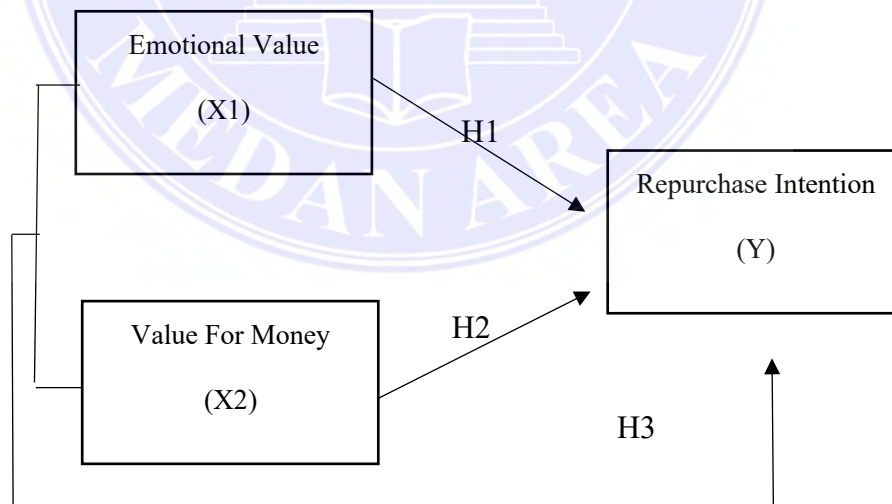 Emotional Value
(X1)
H1
Repurchase Intention
(Y)
Value For Money
(X2)
H2
H3
MEDAN AREA